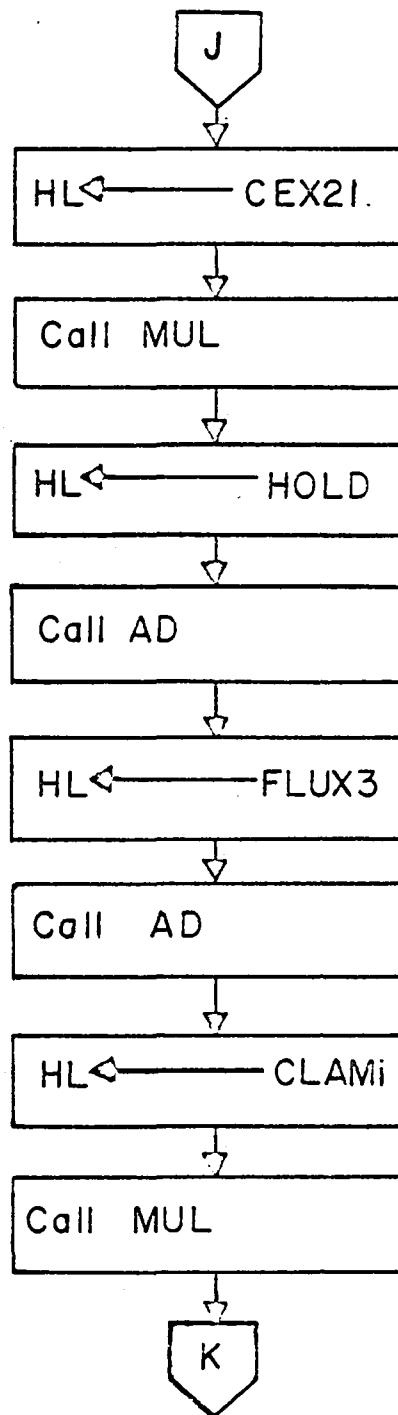 J
HL ← CEX21.
Call MUL
HL ← HOLD
Call AD
HL ← FLUX3
Call AD
HL ← CLAMi
Call MUL
K